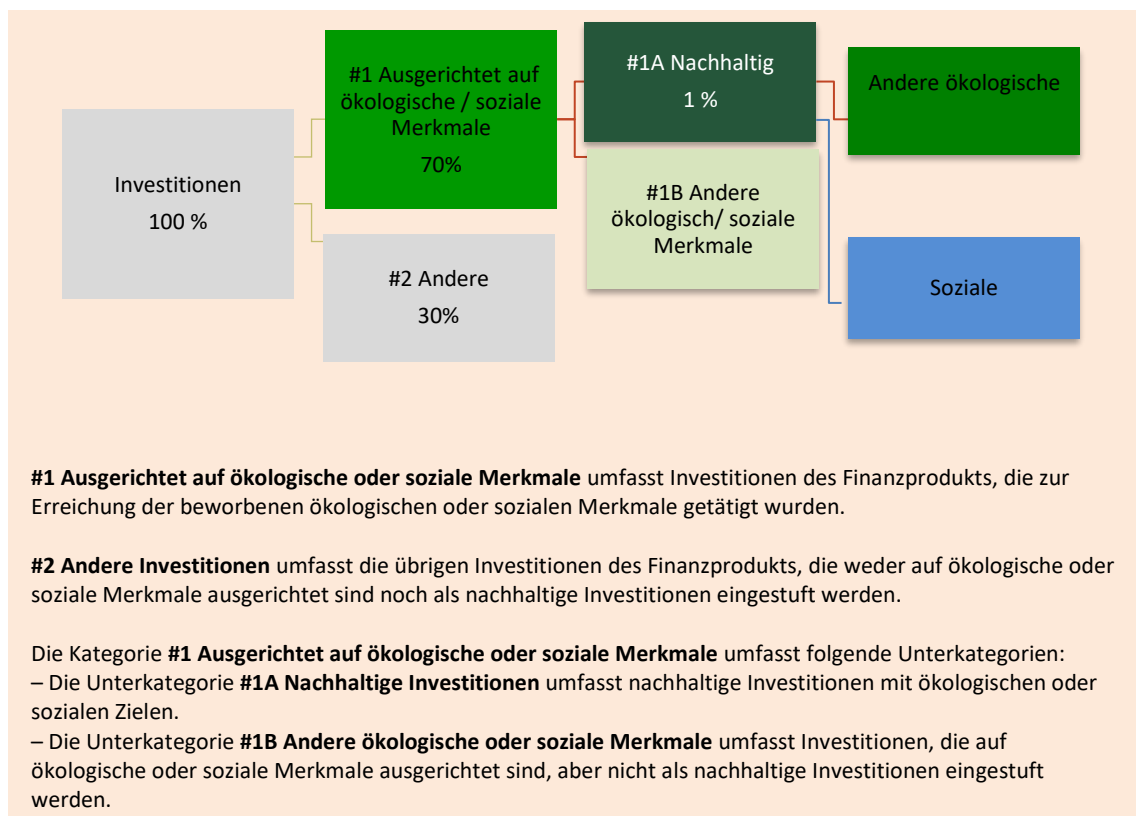 Investitionen
100 %
#1 Ausgerichtet auf
ökologische / soziale
Merkmale
70%
#2 Andere
30%
#1A Nachhaltig
1 %
#1B Andere
ökologisch/ soziale
Merkmale
Andere ökologische
Soziale
#1 Ausgerichtet auf ökologische oder soziale Merkmale umfasst Investitionen des Finanzprodukts, die zur
Erreichung der beworbenen ökologischen oder sozialen Merkmale getätigt wurden.
#2 Andere Investitionen umfasst die übrigen Investitionen des Finanzprodukts, die weder auf ökologische oder
soziale Merkmale ausgerichtet sind noch als nachhaltige Investitionen eingestuft werden.
Die Kategorie #1 Ausgerichtet auf ökologische oder soziale Merkmale umfasst folgende Unterkategorien:
– Die Unterkategorie #1A Nachhaltige Investitionen umfasst nachhaltige Investitionen mit ökologischen oder
sozialen Zielen.
– Die Unterkategorie #1B Andere ökologische oder soziale Merkmale umfasst Investitionen, die auf
ökologische oder soziale Merkmale ausgerichtet sind, aber nicht als nachhaltige Investitionen eingestuft
werden.